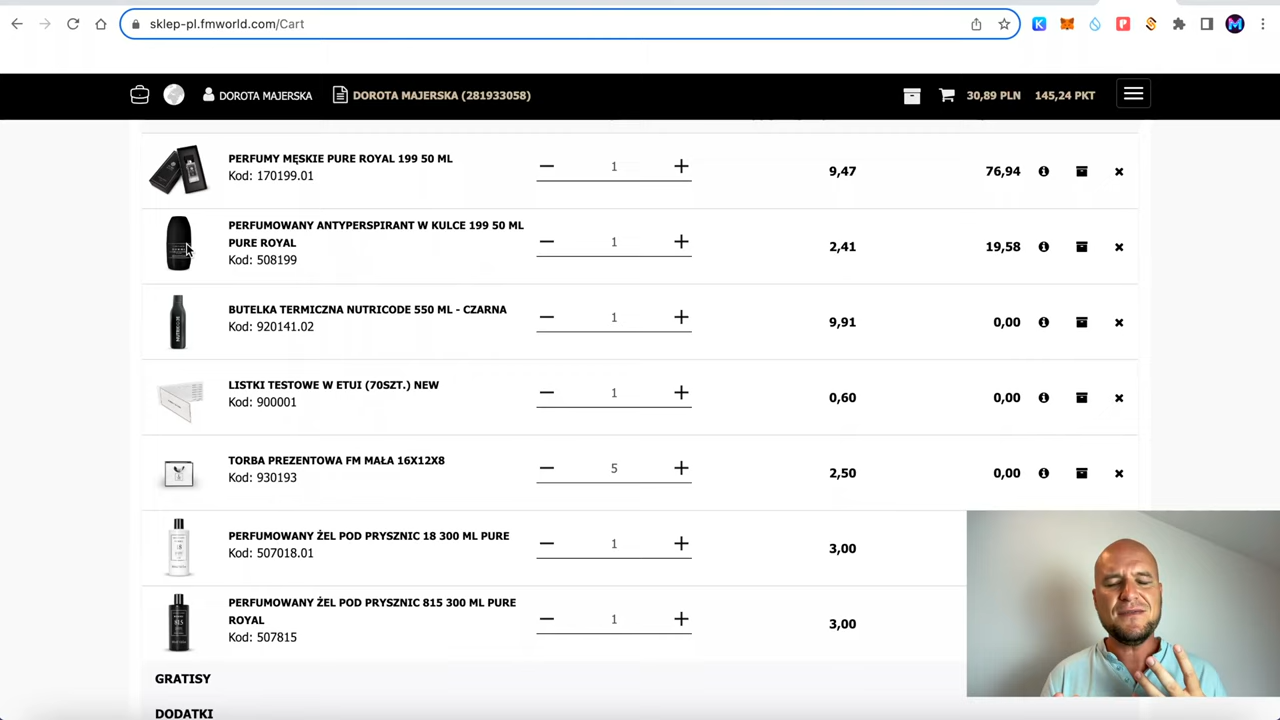 sklep-pl.fmworld.com/Cart
DOROTA MAJERSKA
DOROTA MAJERSKA (281933058)
30,89 PLN
145,24 PKT
PERFUMY MĘSKIE PURE ROYAL 199 50 ML
Kod: 170199.01
1
9,47
76,94
PERFUMOWANY ANTYPERSPIRANT W KULCE 199 50 ML
PURE ROYAL
Kod: 508199
1
2,41
19,58
BUTELKA TERMICZNA NUTRICODE 550 ML - CZARNA
Kod: 920141.02
1
9,91
0,00
LISTKI TESTOWE W ETUI (70SZT.) NEW
Kod: 900001
1
0,60
0,00
TORBA PREZENTOWA FM MAŁA 16X12X8
Kod: 930193
5
2,50
0,00
PERFUMOWANY ŻEL POD PRYSZNIC 18 300 ML PURE
Kod: 507018.01
1
3,00
PERFUMOWANY ŻEL POD PRYSZNIC 815 300 ML PURE
ROYAL
Kod: 507815
1
3,00
GRATISY
DODATKI